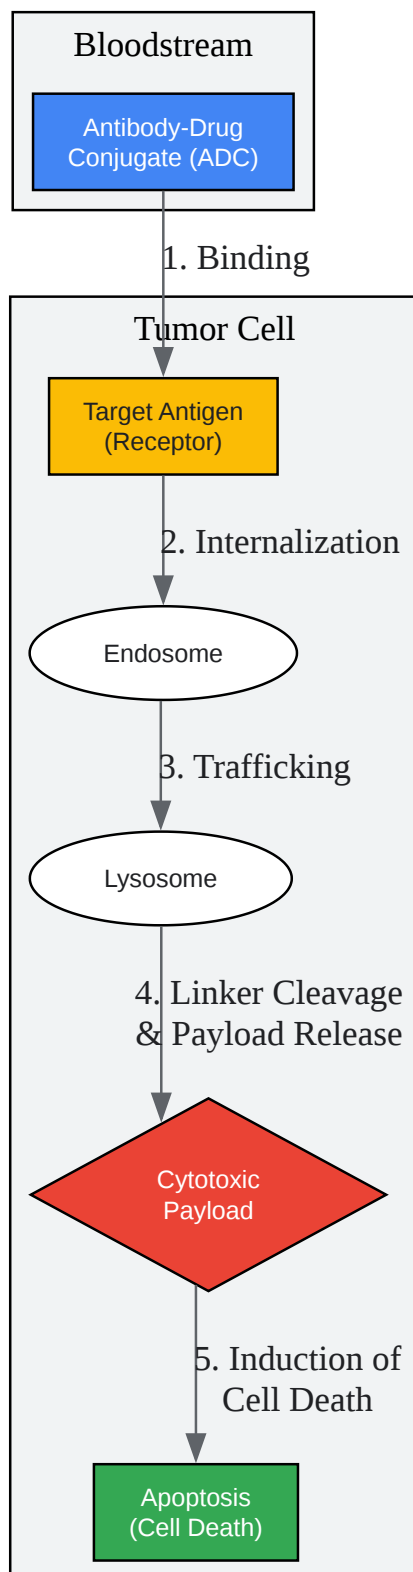 Bloodstream
Antibody-Drug
Conjugate (ADC)
1. Binding
Tumor Cell
Target Antigen
(Receptor)
2. Internalization
Endosome
3. Trafficking
Lysosome
4. Linker Cleavage
& Payload Release
Cytotoxic
Payload
5. Induction of
Cell Death
Apoptosis
(Cell Death)